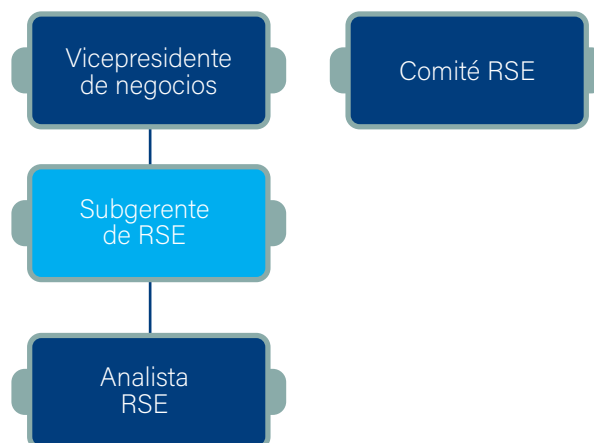 Vicepresidente
de negocios
Comité RSE
Subgerente
de RSE
Analista
RSE